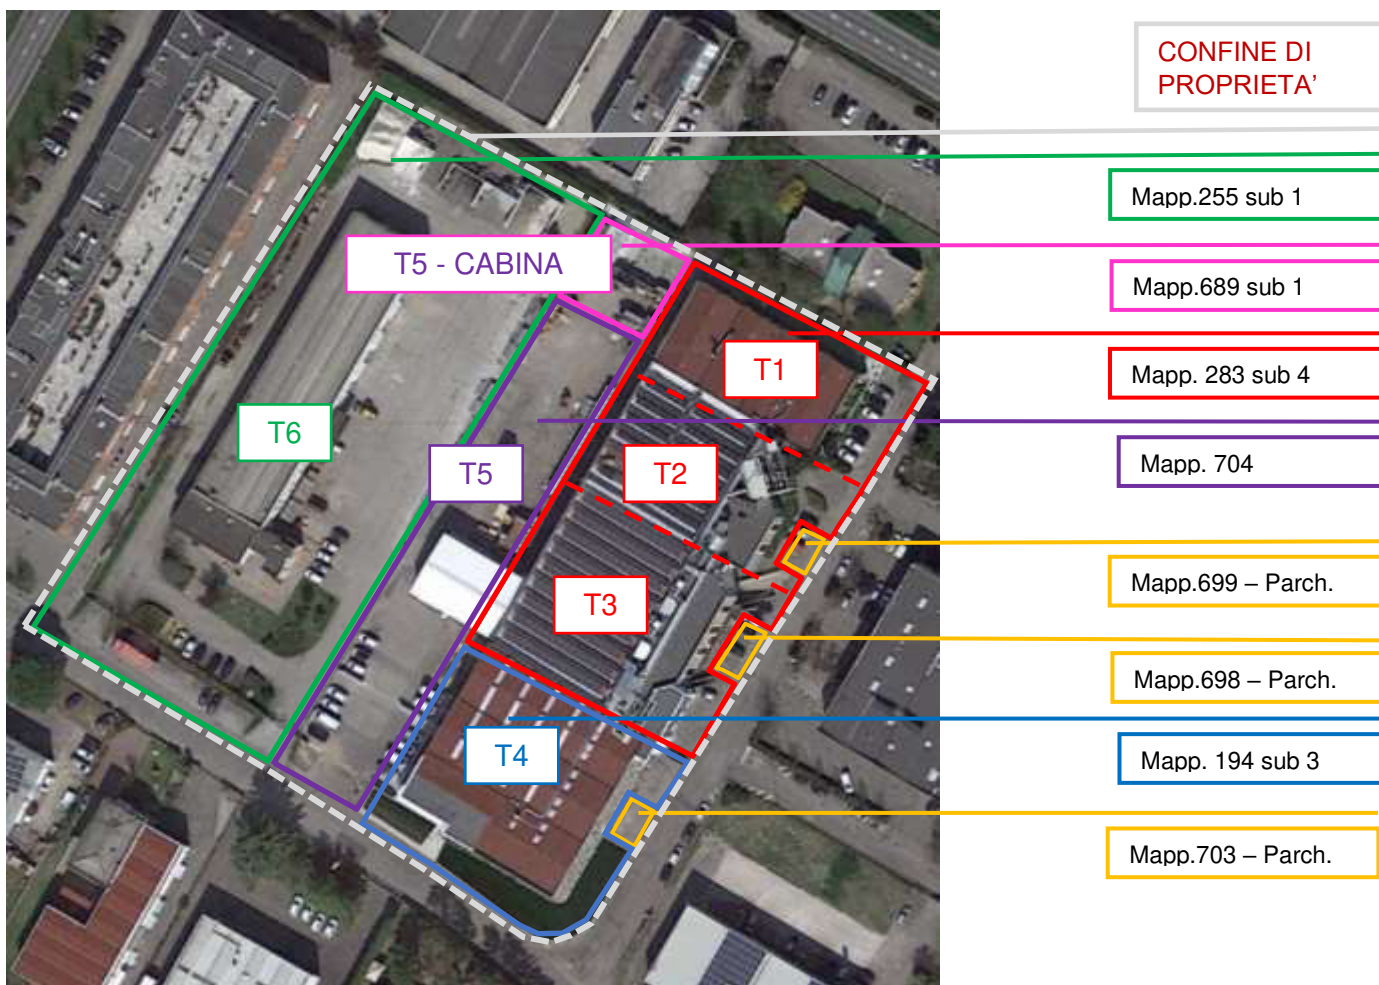 CONFINE DI
PROPRIETA’
Mapp.255 sub 1
T5 - CABINA
Mapp.689 sub 1
T1
Mapp. 283 sub 4
T6
T5
T2
Mapp. 704
T3
Mapp.699 – Parch.
Mapp.698 – Parch.
T4
Mapp. 194 sub 3
Mapp.703 – Parch.